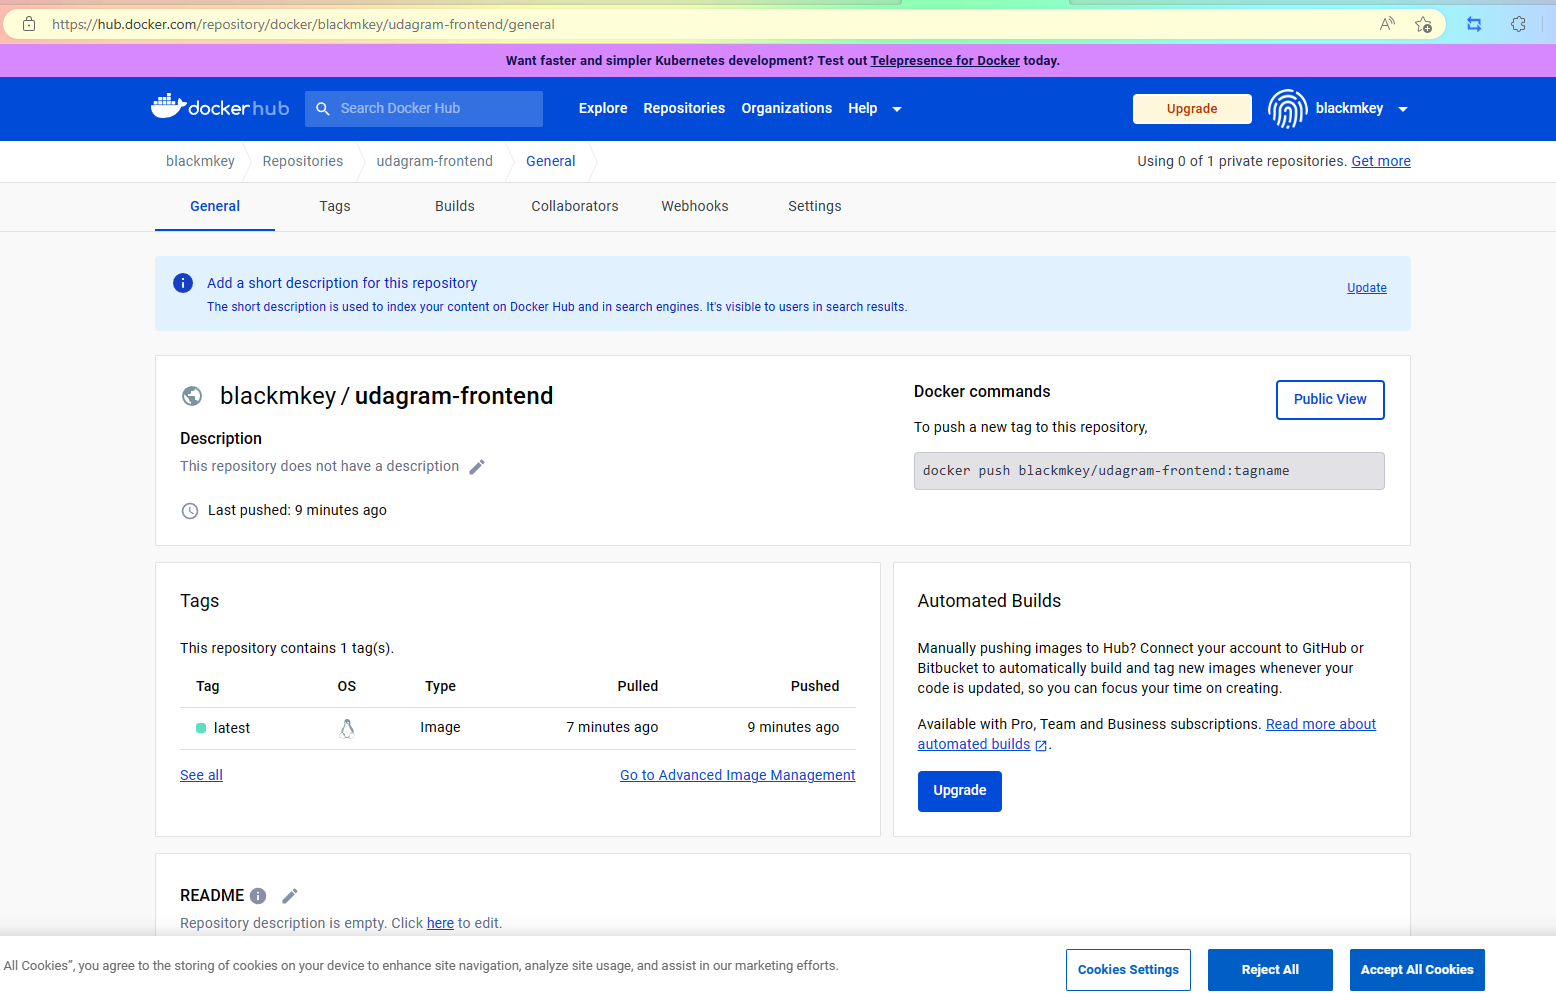 https://hub.docker.com/repository/docker/blackmkey/udagram-frontend/general
Want faster and simpler Kubernetes development? Test out Telepresence for Docker today.
dockerhub Search Docker Hub Explore Repositories Organizations Help Upgrade blackmkey
blackmkey Repositories udagram-frontend General Using 0 of 1 private repositories. Get more
General Tags Builds Collaborators Webhooks Settings
Add a short description for this repository
The short description is used to index your content on Docker Hub and in search engines. It's visible to users in search results.
Update
blackmkey / udagram-frontend
Description
This repository does not have a description
Last pushed: 9 minutes ago
Docker commands
Public View
To push a new tag to this repository,
docker push blackmkey/udagram-frontend:tagname
Tags
This repository contains 1 tag(s).
Tag OS Type Pulled Pushed
latest Image 7 minutes ago 9 minutes ago
See all Go to Advanced Image Management
Automated Builds
Manually pushing images to Hub? Connect your account to GitHub or
Bitbucket to automatically build and tag new images whenever your
code is updated, so you can focus your time on creating.
Available with Pro, Team and Business subscriptions. Read more about
automated builds .
Upgrade
README
Repository description is empty. Click here to edit.
All Cookies”, you agree to the storing of cookies on your device to enhance site navigation, analyze site usage, and assist in our marketing efforts.
Cookies Settings Reject All Accept All Cookies